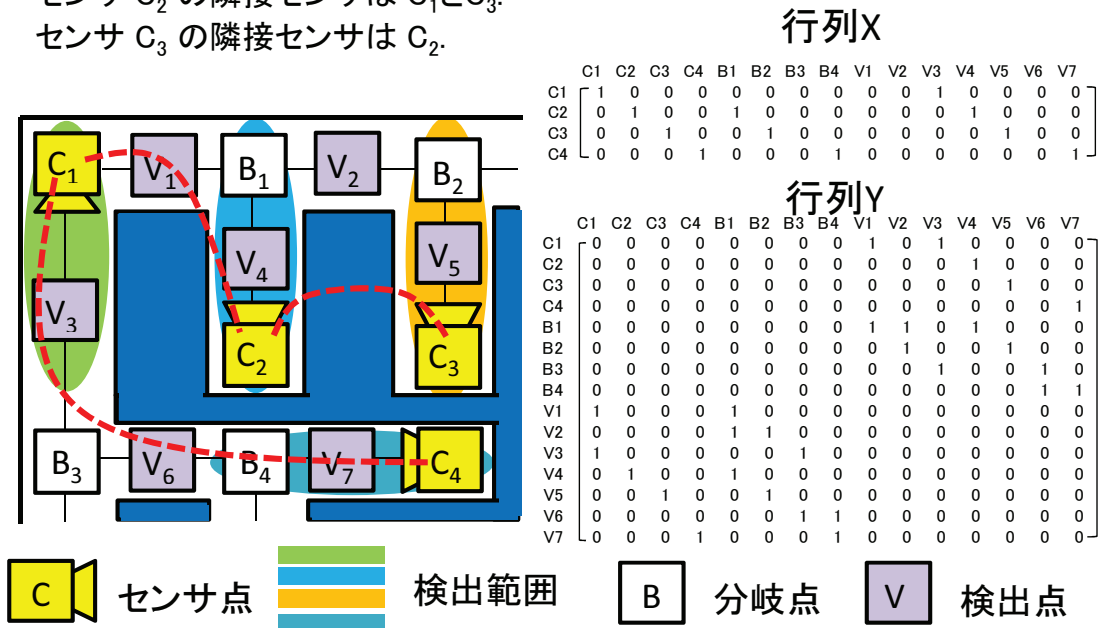 センサ C2 の隣接センサは C1とC3.
センサ C3 の隣接センサは C2.
行列X
C1 C2 C3 C4 B1 B2 B3 B4 V1 V2 V3 V4 V5 V6 V7
C1 1 0 0 0 0 0 0 0 0 0 1 0 0 0 0
C2 0 1 0 0 1 0 0 0 0 0 0 1 0 0 0
C3 0 0 1 0 0 1 0 0 0 0 0 0 1 0 0
C4 0 0 0 1 0 0 0 1 0 0 0 0 0 0 1
行列Y
C1 C2 C3 C4 B1 B2 B3 B4 V1 V2 V3 V4 V5 V6 V7
C1 0 0 0 0 0 0 0 0 1 0 1 0 0 0 0
C2 0 0 0 0 0 0 0 0 0 0 0 1 0 0 0
C3 0 0 0 0 0 0 0 0 0 0 0 0 1 0 0
C4 0 0 0 0 0 0 0 0 0 0 0 0 0 0 1
B1 0 0 0 0 0 0 0 0 1 1 0 1 0 0 0
B2 0 0 0 0 0 0 0 0 0 1 0 0 1 0 0
B3 0 0 0 0 0 0 0 0 0 0 1 0 0 1 0
B4 0 0 0 0 0 0 0 0 0 0 0 0 0 1 1
V1 1 0 0 0 1 0 0 0 0 0 0 0 0 0 0
V2 0 0 0 0 1 1 0 0 0 0 0 0 0 0 0
V3 1 0 0 0 0 0 1 0 0 0 0 0 0 0 0
V4 0 1 0 0 1 0 0 0 0 0 0 0 0 0 0
V5 0 0 1 0 0 1 0 0 0 0 0 0 0 0 0
V6 0 0 0 0 0 0 1 1 0 0 0 0 0 0 0
V7 0 0 0 1 0 0 0 1 0 0 0 0 0 0 0
C1 V1 B1 V2 B2
V4 V5
V3
C2 C3
B3 V6 B4 V7 C4
C センサ点 検出範囲 B 分岐点 V 検出点